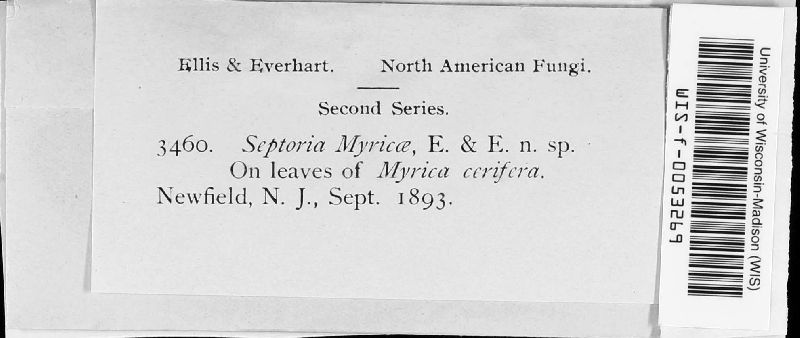 Ellis & Everhart. North American Fungi.
Second Series.
3460. Septoria Myricæ, E. & E. n. sp.
On leaves of Myrica cerifera.
Newfield, N. J., Sept. 1893.
University of Wisconsin-Madison (WIS)
WIS-f-0053269